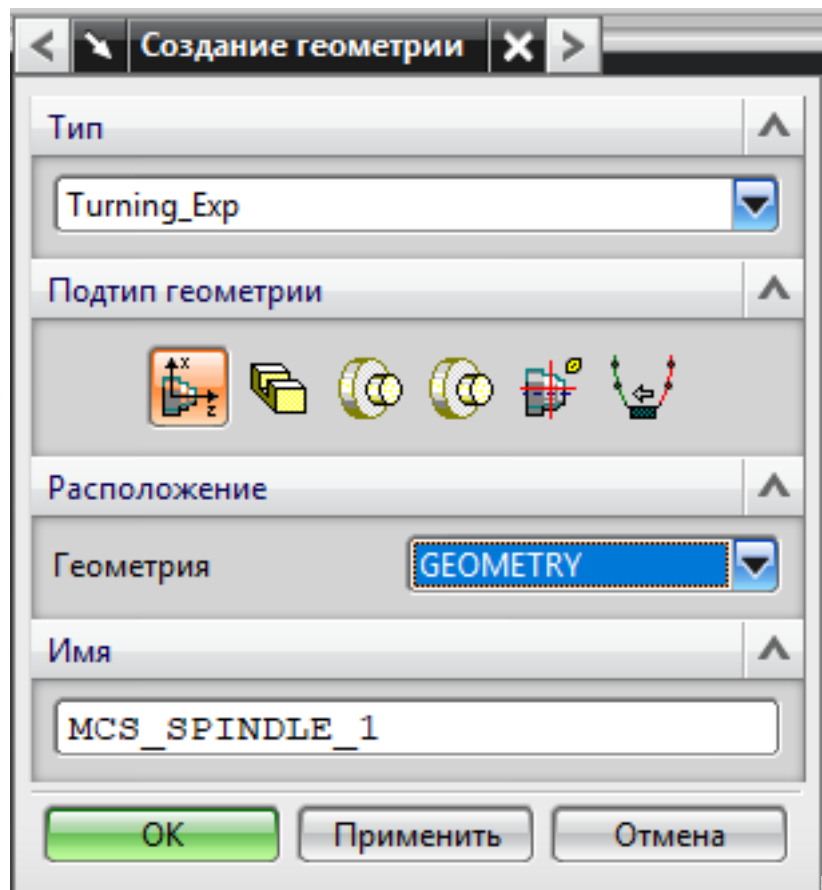 Создание геометрии
Тип
Turning_Exp
Подтип геометрии
x
z
Расположение
Геометрия GEOMETRY
Имя
MCS_SPINDLE_1
OK Применить Отмена